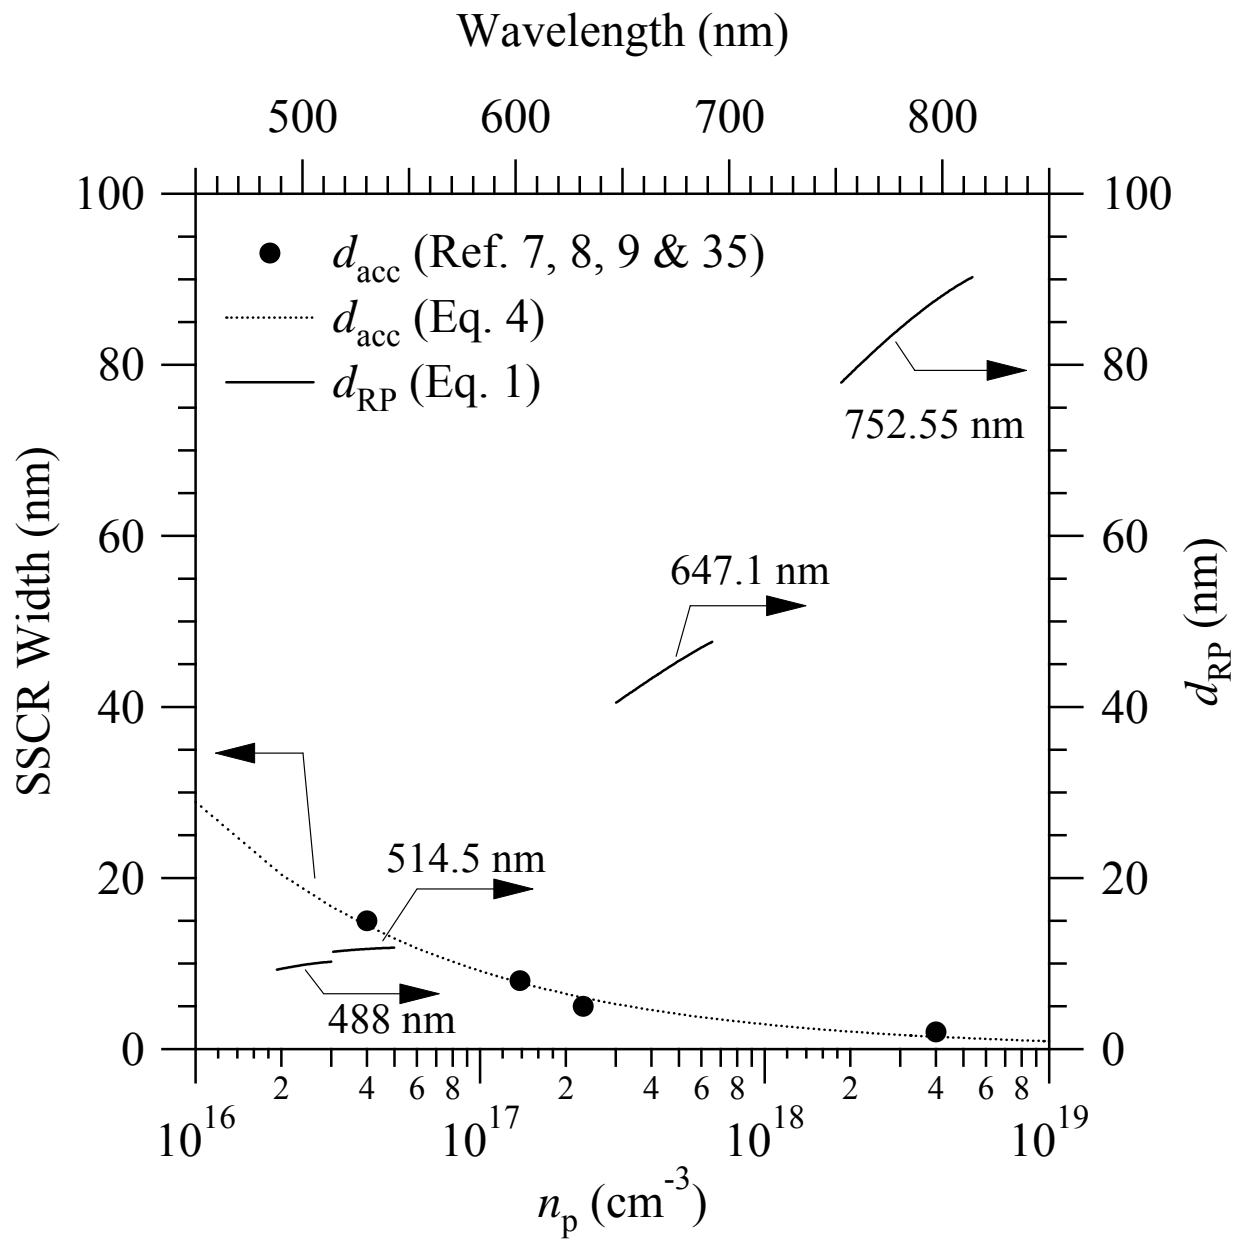 Wavelength (nm)
500 600 700 800
100 100
d_acc (Ref. 7, 8, 9 & 35)
d_acc (Eq. 4)
d_RP (Eq. 1)
80 80
752.55 nm
60 60
647.1 nm
SSCR Width (nm)
d_RP (nm)
40 40
514.5 nm
20 20
488 nm
0 0
2 4 6 8 2 4 6 8 2 4 6 8
10^16 10^17 10^18 10^19
n_p (cm^-3)